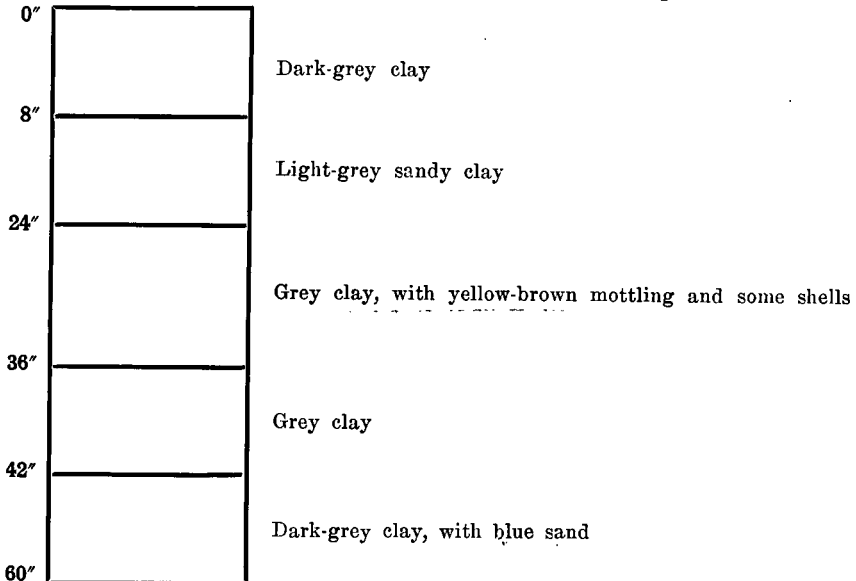 0″
Dark-grey clay
8″
Light-grey sandy clay
24″
Grey clay, with yellow-brown mottling and some shells
36″
Grey clay
42″
Dark-grey clay, with blue sand
60″